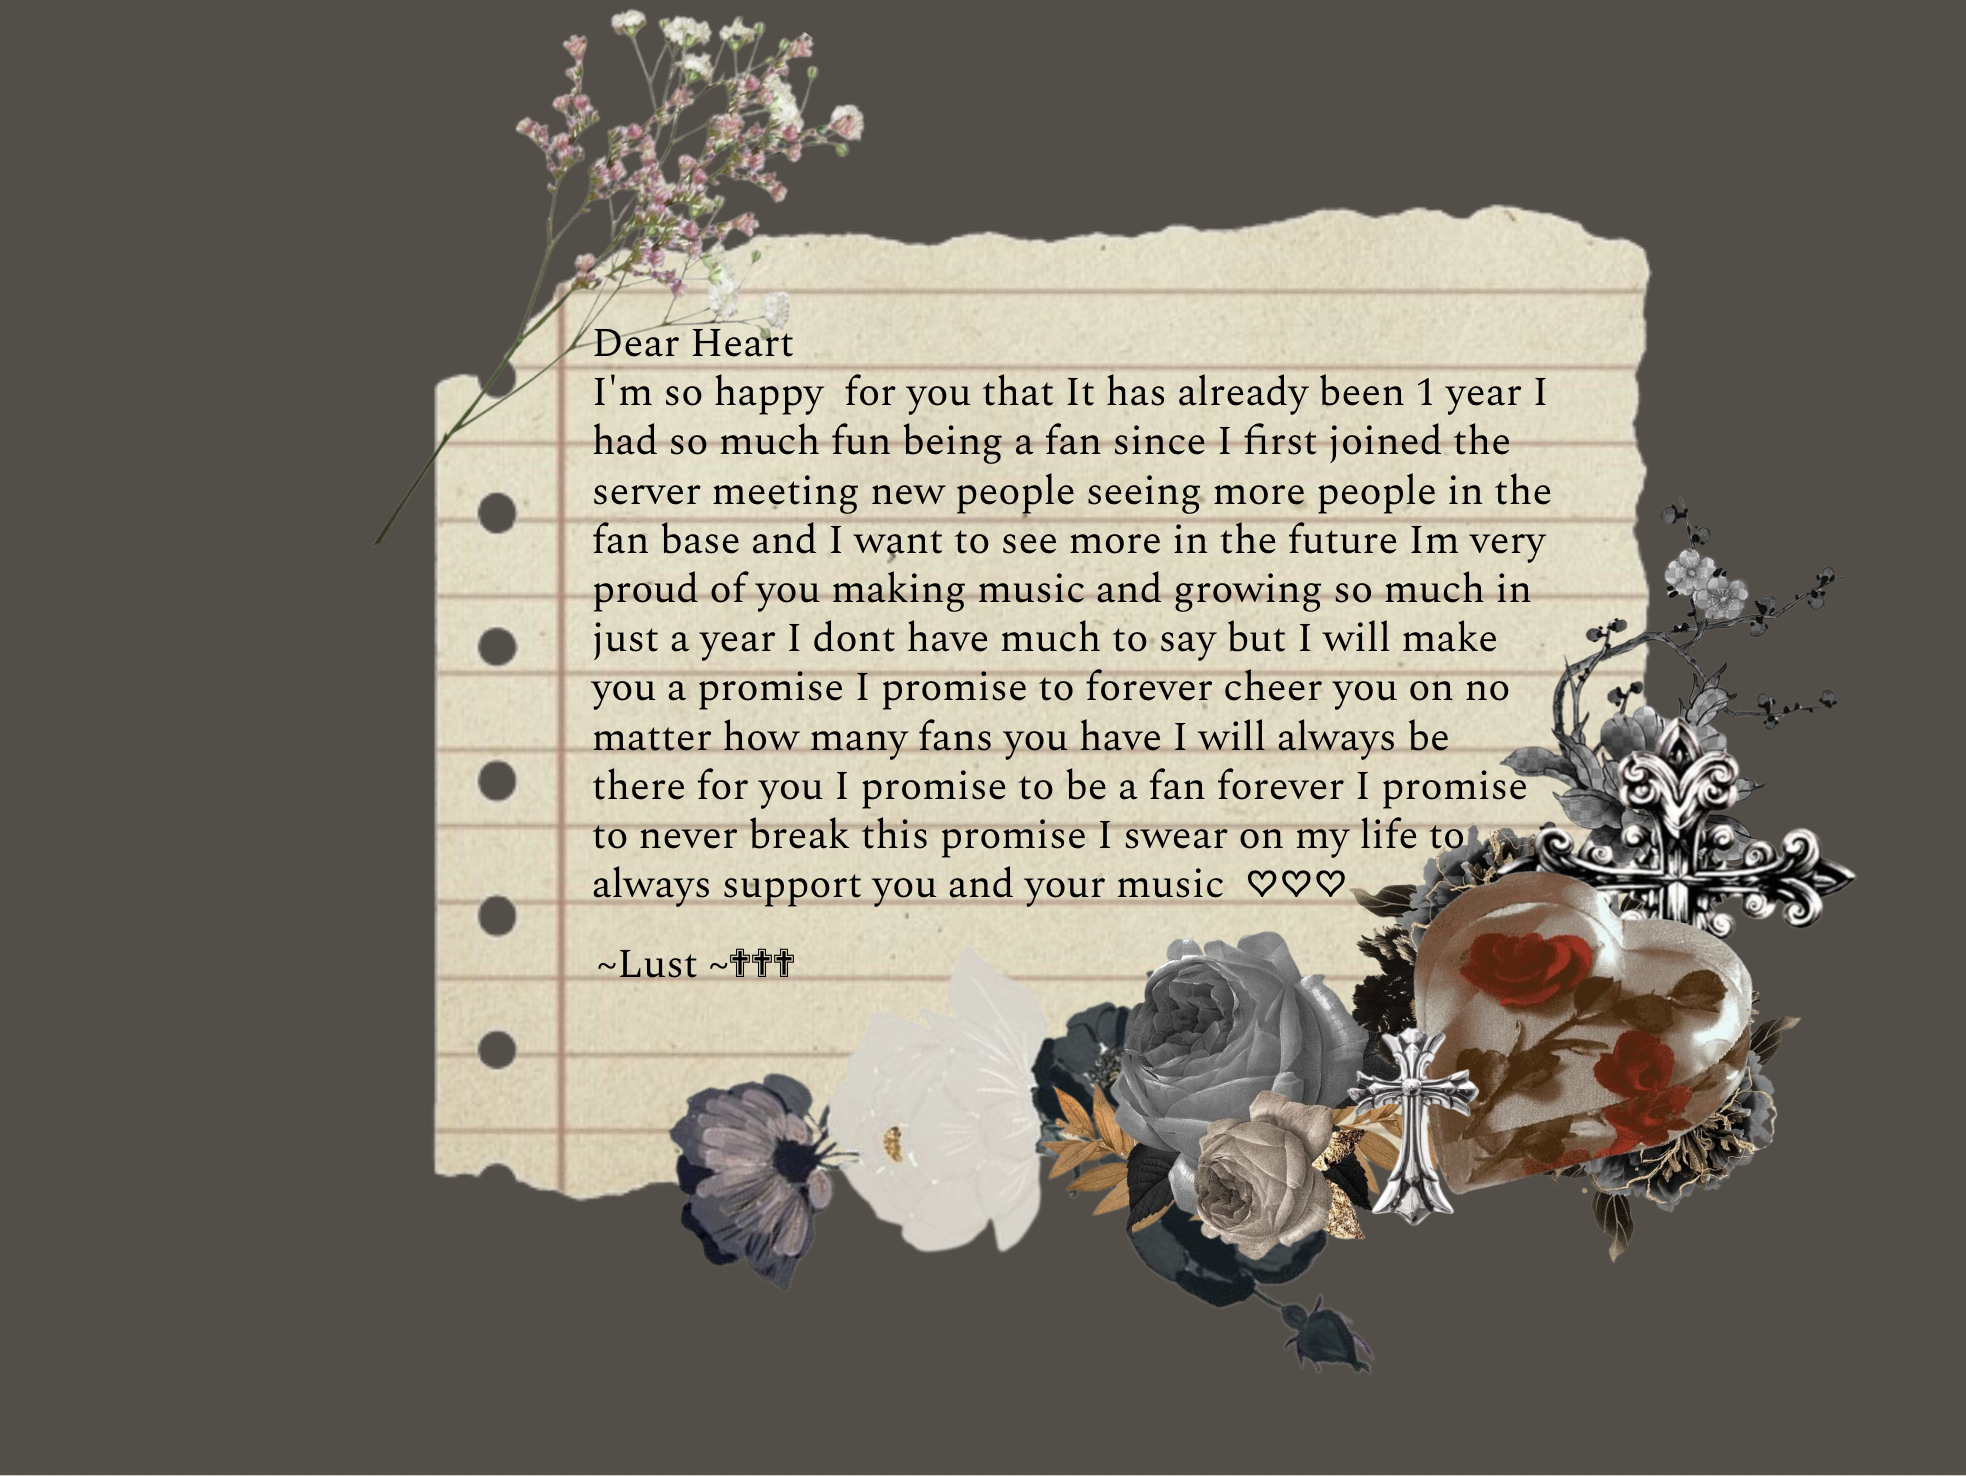 Dear Heart
I'm so happy  for you that It has already been 1 year I
had so much fun being a fan since I first joined the
server meeting new people seeing more people in the
fan base and I want to see more in the future Im very
proud of you making music and growing so much in
just a year I dont have much to say but I will make
you a promise I promise to forever cheer you on no
matter how many fans you have I will always be
there for you I promise to be a fan forever I promise
to never break this promise I swear on my life to
always support you and your music  ♡♡♡
~Lust ~✟✟✟